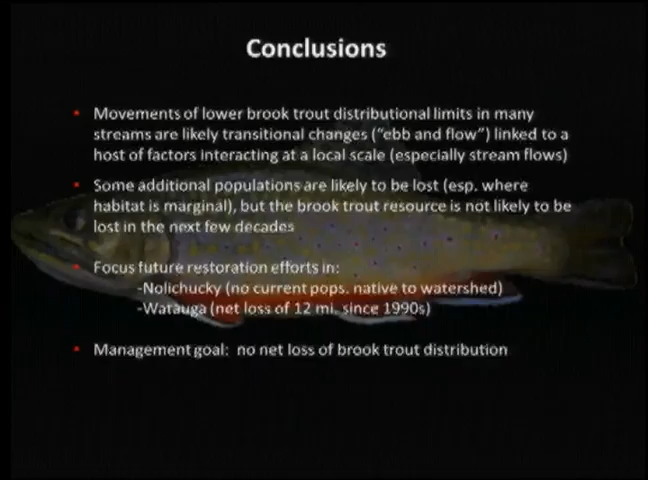 Conclusions
• Movements of lower brook trout distributional limits in many
streams are likely transitional changes (“ebb and flow”) linked to a
host of factors interacting at a local scale (especially stream flows)
• Some additional populations are likely to be lost (esp. where
habitat is marginal), but the brook trout resource is not likely to be
lost in the next few decades
• Focus future restoration efforts in:
-Nolichucky (no current pops. native to watershed)
-Watauga (net loss of 12 mi. since 1990s)
• Management goal: no net loss of brook trout distribution